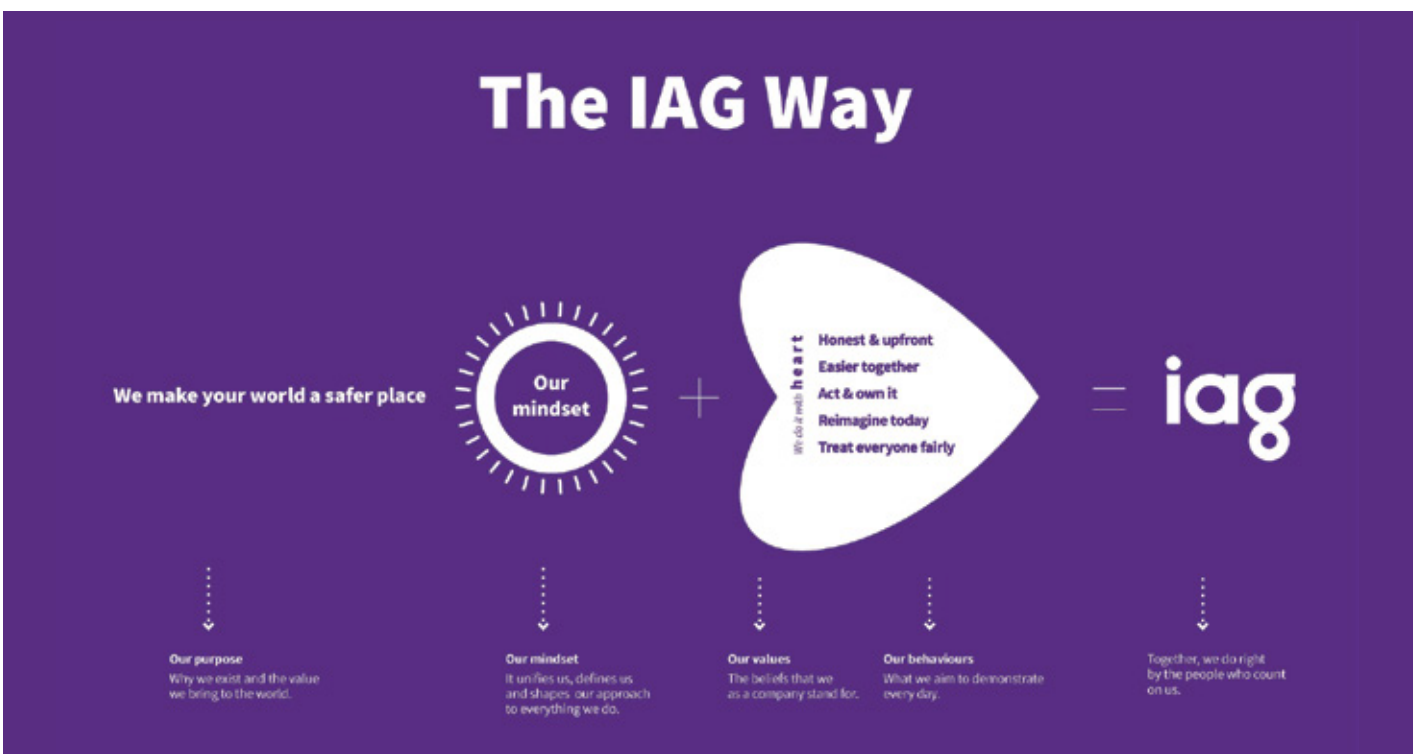 The IAG Way
We make your world a safer place
Our
mindset
+
We do it with heart
Honest & upfront
Easier together
Act & own it
Reimagine today
Treat everyone fairly
=
iag
Our purpose
Why we exist and the value
we bring to the world.
Our mindset
It unifies us, defines us
and shapes our approach
to everything we do.
Our values
The beliefs that we
as a company stand for.
Our behaviours
What we aim to demonstrate
every day.
Together, we do right
by the people who count
on us.